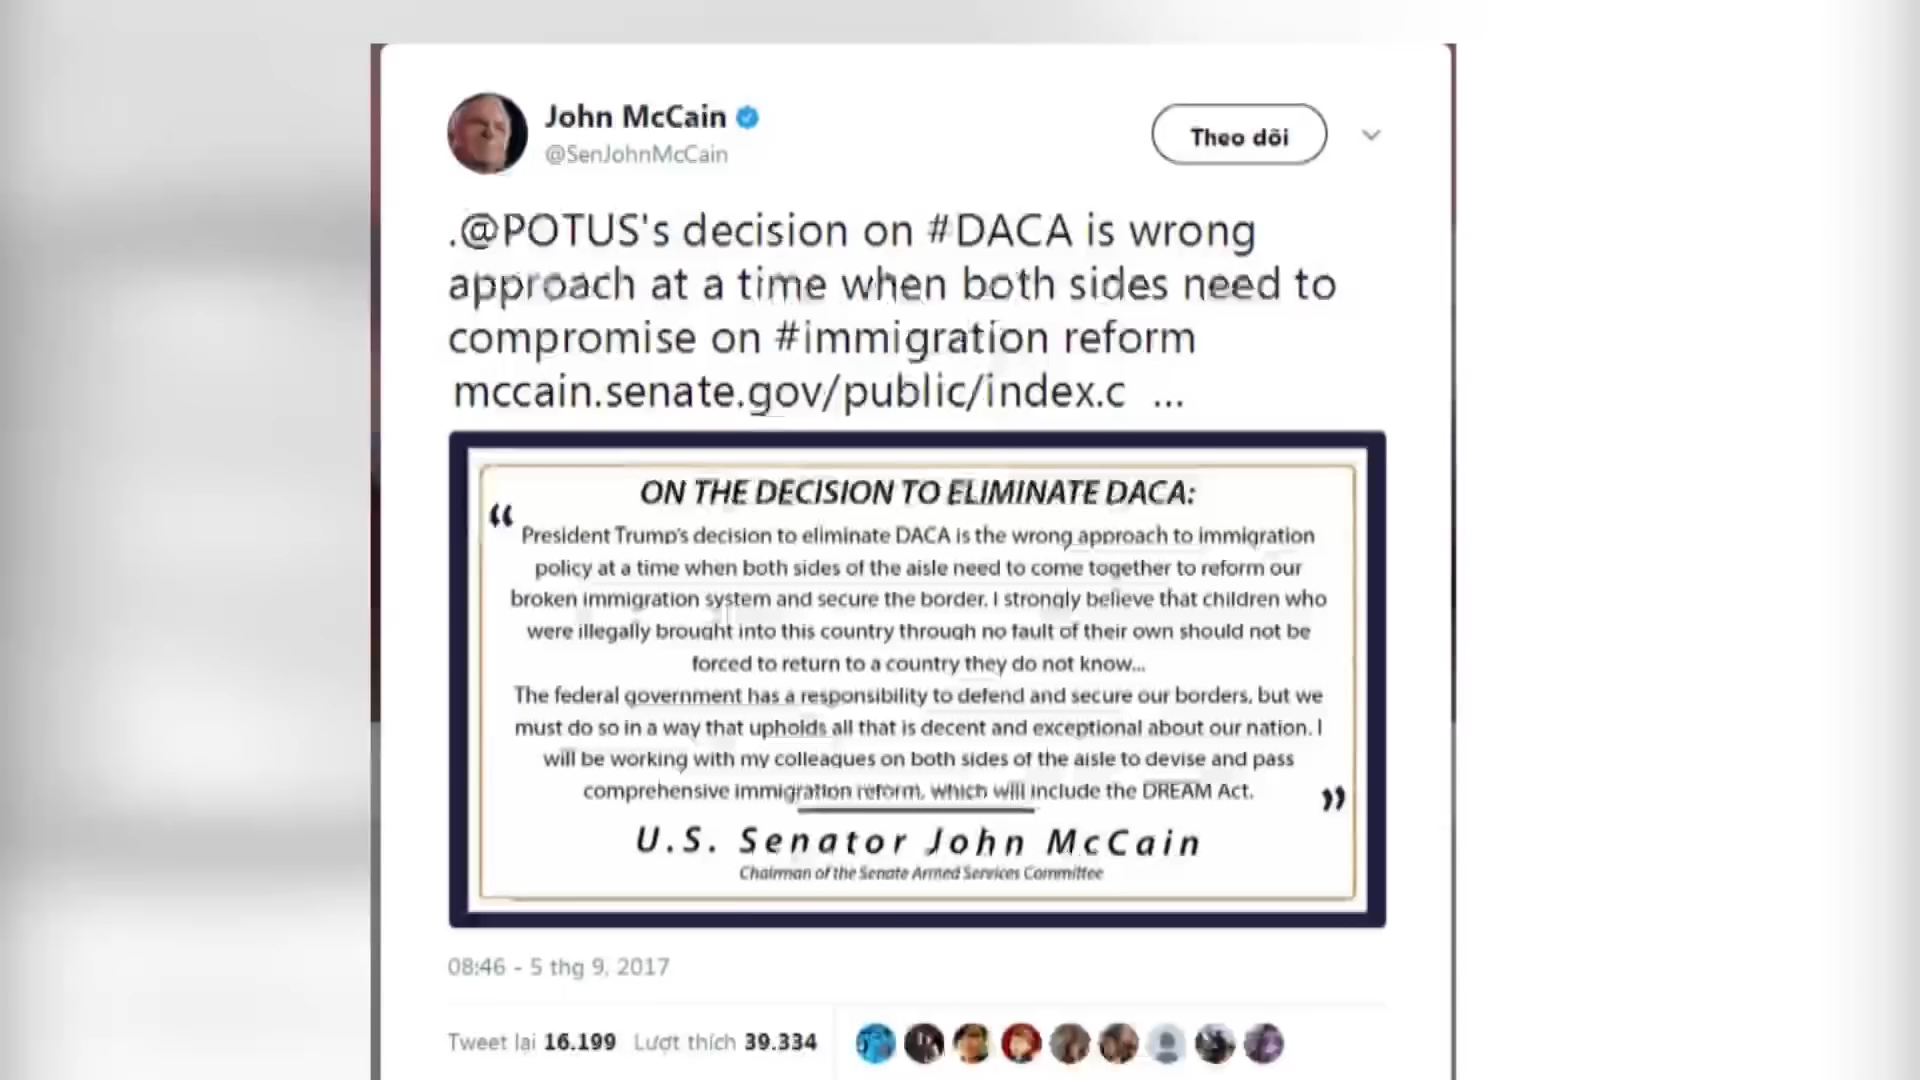 John McCain
@SenJohnMcCain
Theo dõi
.@POTUS's decision on #DACA is wrong
approach at a time when both sides need to
compromise on #immigration reform
mccain.senate.gov/public/index.c ...
ON THE DECISION TO ELIMINATE DACA:
“ President Trump's decision to eliminate DACA is the wrong approach to immigration
policy at a time when both sides of the aisle need to come together to reform our
broken immigration system and secure the border. I strongly believe that children who
were illegally brought into this country through no fault of their own should not be
forced to return to a country they do not know...
The federal government has a responsibility to defend and secure our borders, but we
must do so in a way that upholds all that is decent and exceptional about our nation. I
will be working with my colleagues on both sides of the aisle to devise and pass
comprehensive immigration reform, which will include the DREAM Act. ”
U.S. Senator John McCain
Chairman of the Senate Armed Services Committee
08:46 - 5 thg 9, 2017
Tweet lại 16.199 Lượt thích 39.334